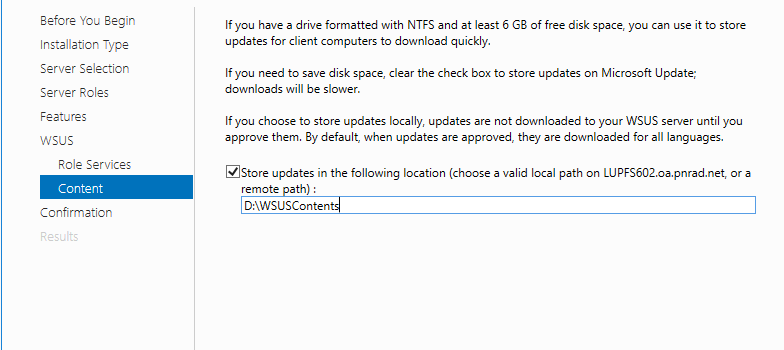 Before You Begin
Installation Type
Server Selection
Server Roles
Features
WSUS
Role Services
Content
Confirmation
Results
If you have a drive formatted with NTFS and at least 6 GB of free disk space, you can use it to store
updates for client computers to download quickly.
If you need to save disk space, clear the check box to store updates on Microsoft Update;
downloads will be slower.
If you choose to store updates locally, updates are not downloaded to your WSUS server until you
approve them. By default, when updates are approved, they are downloaded for all languages.
Store updates in the following location (choose a valid local path on LUPFS602.oa.pnrad.net, or a
remote path) :
D:\WSUSContents